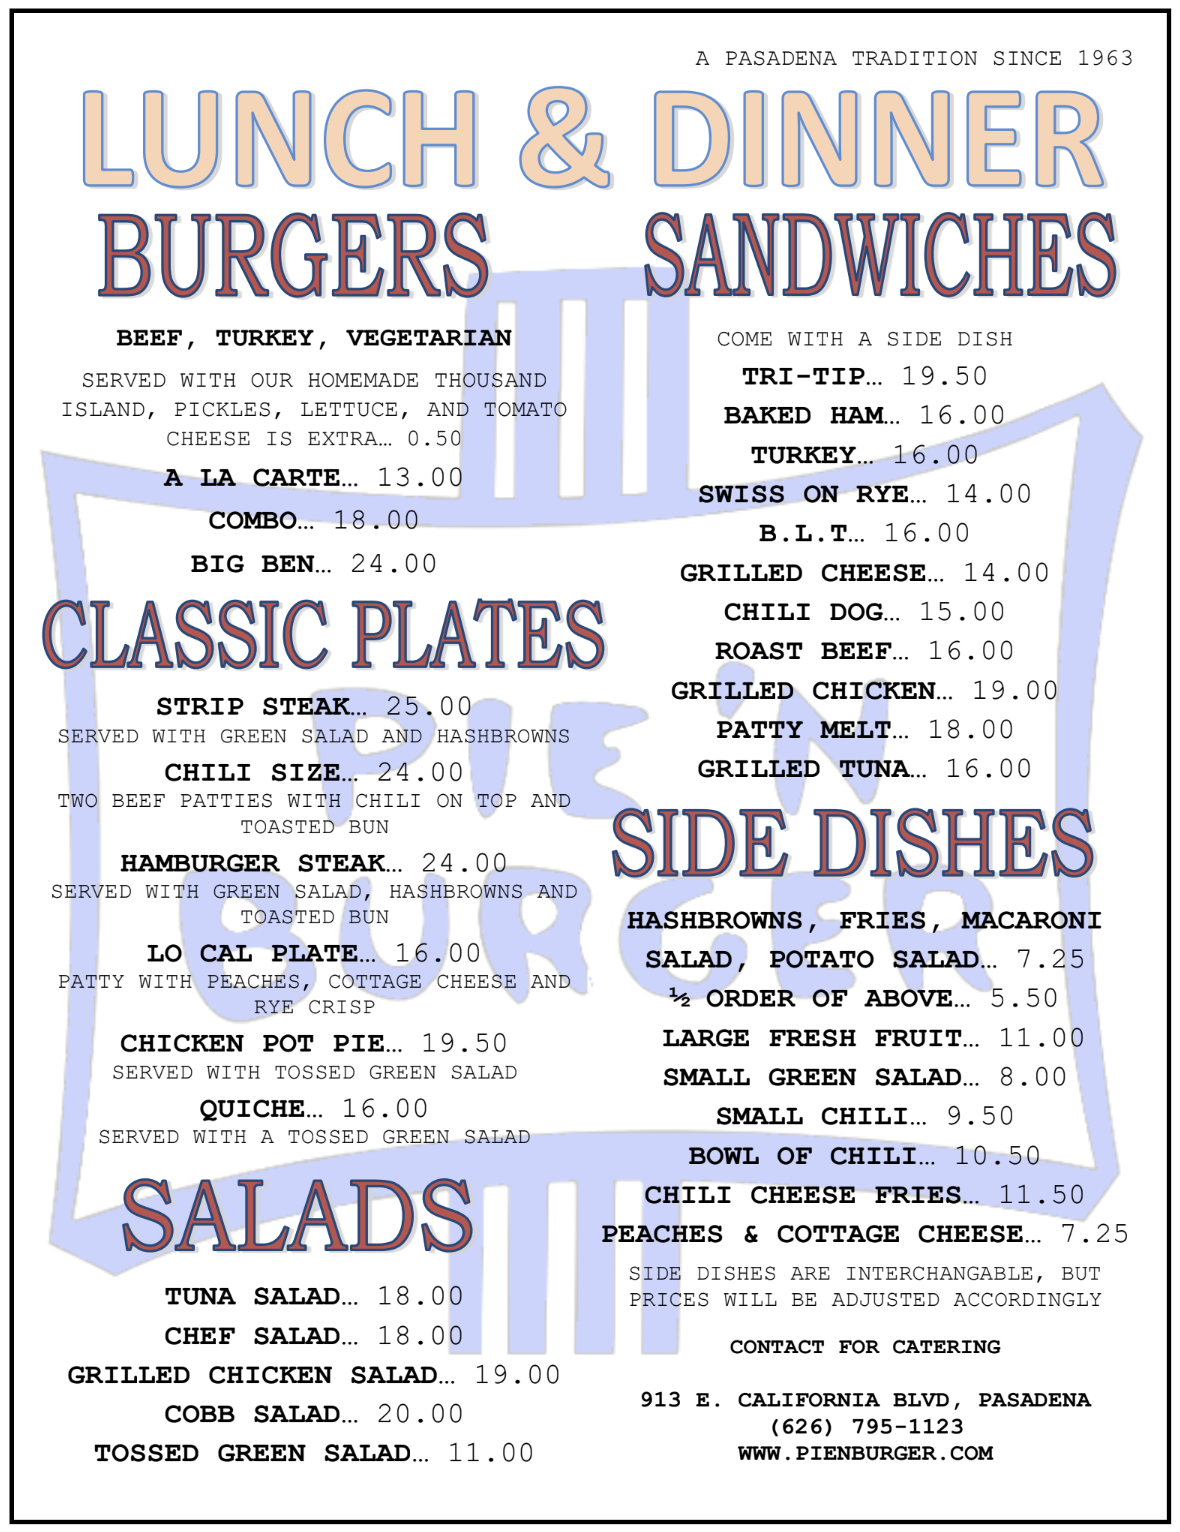 A PASADENA TRADITION SINCE 1963
LUNCH & DINNER
BURGERS
BEEF, TURKEY, VEGETARIAN
SERVED WITH OUR HOMEMADE THOUSAND
ISLAND, PICKLES, LETTUCE, AND TOMATO
CHEESE IS EXTRA… 0.50
A LA CARTE… 13.00
COMBO… 18.00
BIG BEN… 24.00
CLASSIC PLATES
STRIP STEAK… 25.00
SERVED WITH GREEN SALAD AND HASHBROWNS
CHILI SIZE… 24.00
TWO BEEF PATTIES WITH CHILI ON TOP AND
TOASTED BUN
HAMBURGER STEAK… 24.00
SERVED WITH GREEN SALAD, HASHBROWNS AND
TOASTED BUN
LO CAL PLATE… 16.00
PATTY WITH PEACHES, COTTAGE CHEESE AND
RYE CRISP
CHICKEN POT PIE… 19.50
SERVED WITH TOSSED GREEN SALAD
QUICHE… 16.00
SERVED WITH A TOSSED GREEN SALAD
SALADS
TUNA SALAD… 18.00
CHEF SALAD… 18.00
GRILLED CHICKEN SALAD… 19.00
COBB SALAD… 20.00
TOSSED GREEN SALAD… 11.00
SANDWICHES
COME WITH A SIDE DISH
TRI-TIP… 19.50
BAKED HAM… 16.00
TURKEY… 16.00
SWISS ON RYE… 14.00
B.L.T… 16.00
GRILLED CHEESE… 14.00
CHILI DOG… 15.00
ROAST BEEF… 16.00
GRILLED CHICKEN… 19.00
PATTY MELT… 18.00
GRILLED TUNA… 16.00
SIDE DISHES
HASHBROWNS, FRIES, MACARONI
SALAD, POTATO SALAD… 7.25
½ ORDER OF ABOVE… 5.50
LARGE FRESH FRUIT… 11.00
SMALL GREEN SALAD… 8.00
SMALL CHILI… 9.50
BOWL OF CHILI… 10.50
CHILI CHEESE FRIES… 11.50
PEACHES & COTTAGE CHEESE… 7.25
SIDE DISHES ARE INTERCHANGABLE, BUT
PRICES WILL BE ADJUSTED ACCORDINGLY
CONTACT FOR CATERING
913 E. CALIFORNIA BLVD, PASADENA
(626) 795-1123
WWW.PIENBURGER.COM
PIE 'N
BURGER